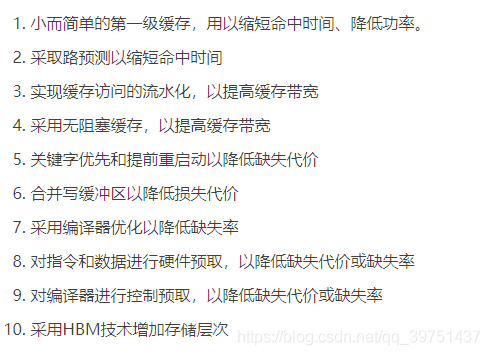 1. 小而简单的第一级缓存，用以缩短命中时间、降低功率。
2. 采取路预测以缩短命中时间
3. 实现缓存访问的流水化，以提高缓存带宽
4. 采用无阻塞缓存，以提高缓存带宽
5. 关键字优先和提前重启动以降低缺失代价
6. 合并写缓冲区以降低损失代价
7. 采用编译器优化以降低缺失率
8. 对指令和数据进行硬件预取，以降低缺失代价或缺失率
9. 对编译器进行控制预取，以降低缺失代价或缺失率
10. 采用HBM技术增加存储层次
https://blog.csdn.net/qq_39751437